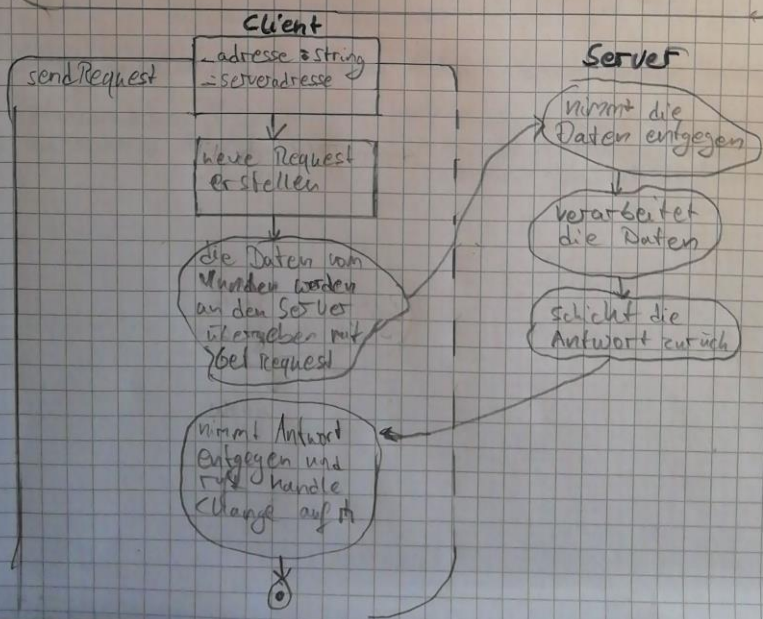 Client
- adresse : string
= serveradresse
sendRequest
neue Request
erstellen
die Daten vom
Kunden werden
an den Server
übergeben mit
get Request
Server
nimmt die
Daten entgegen
verarbeitet
die Daten
schickt die
Antwort zurück
nimmt Antwort
entgegen und
ruft handle
Change auf